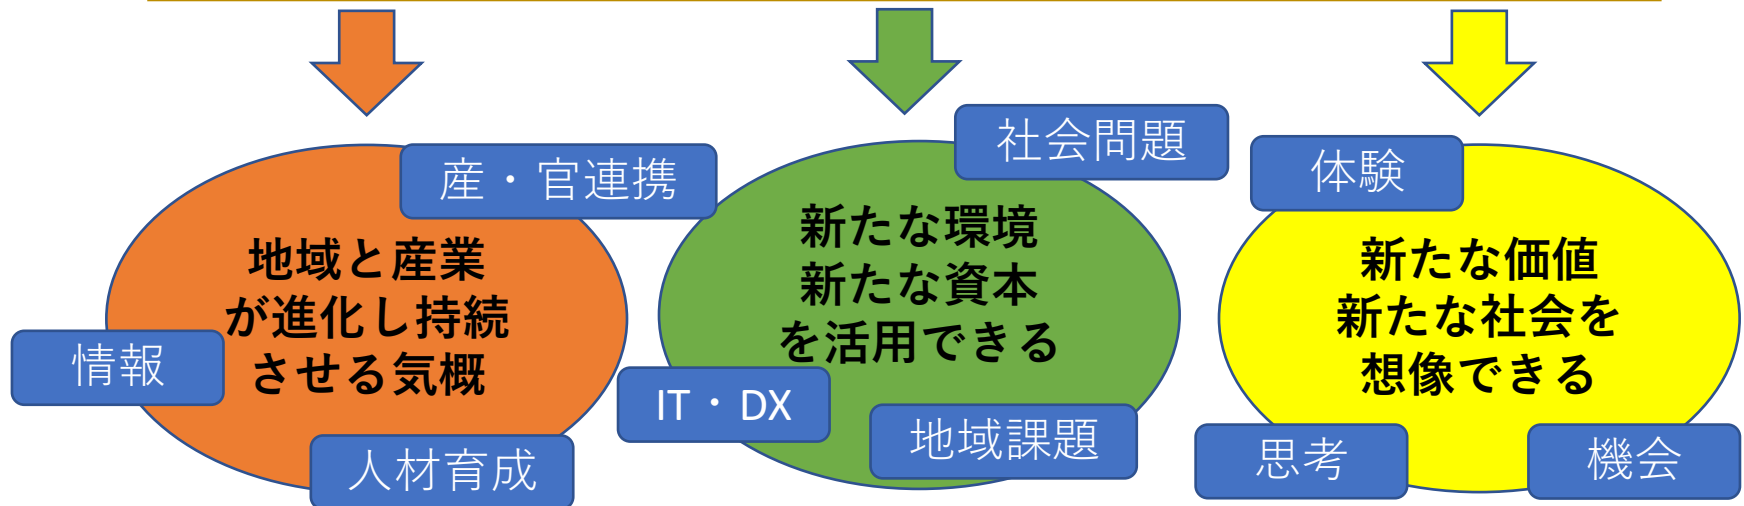 産・官連携
地域と産業
が進化し持続
させる気概
情報
人材育成
社会問題
新たな環境
新たな資本
を活用できる
IT・DX
地域課題
体験
新たな価値
新たな社会を
想像できる
思考
機会